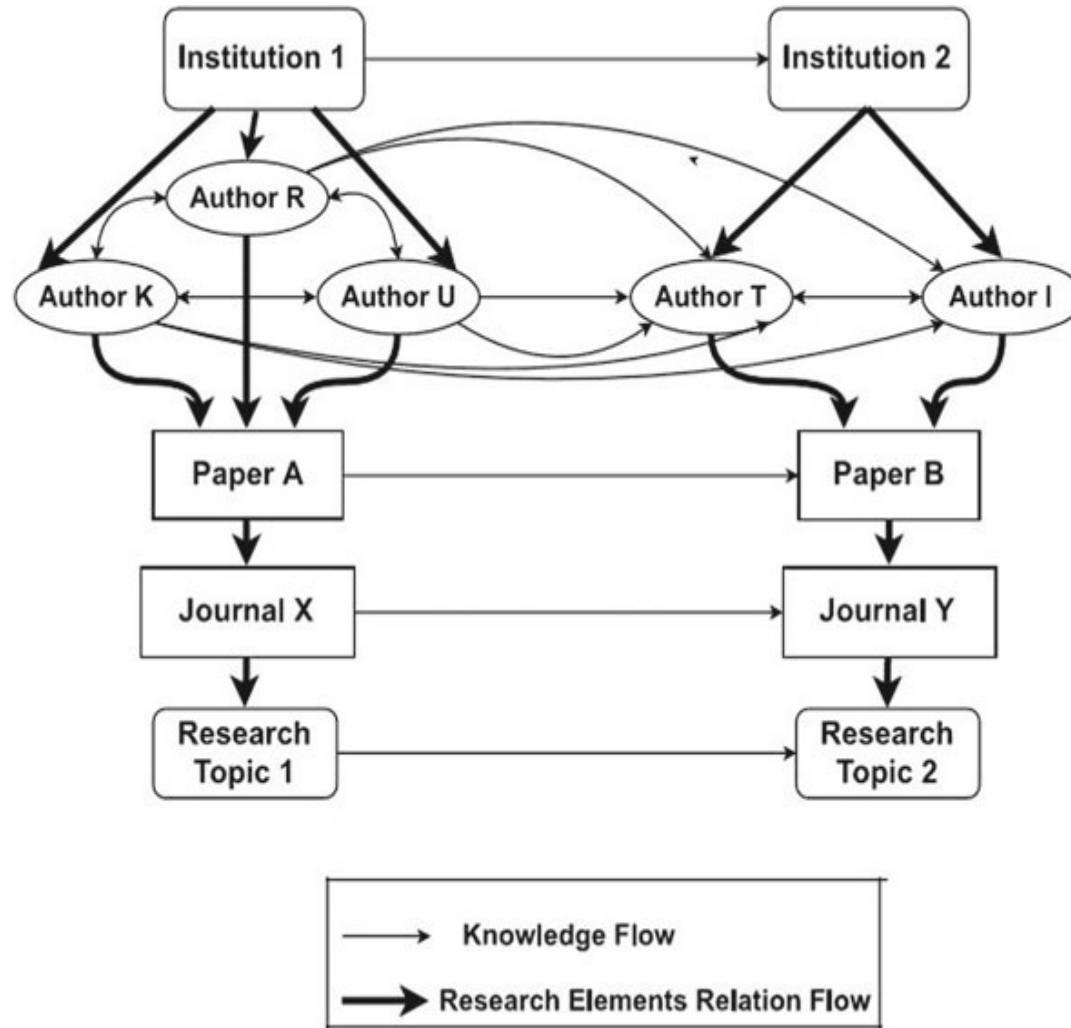 Institution 1
Institution 2
Author R
Author K
Author U
Author T
Author I
Paper A
Paper B
Journal X
Journal Y
Research
Topic 1
Research
Topic 2
Knowledge Flow
Research Elements Relation Flow